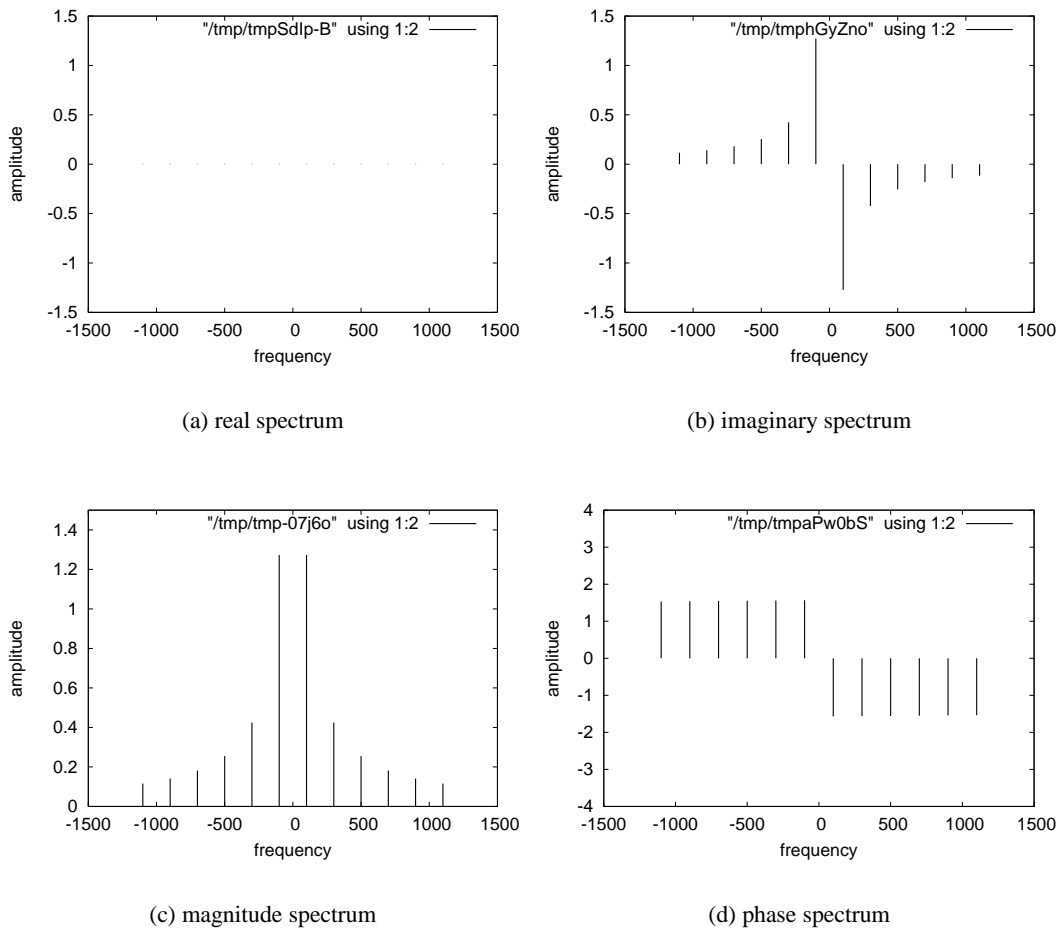 "/tmp/tmpSdIp-B" using 1:2
1.5
1
0.5
0
-0.5
-1
-1.5
amplitude
-1500 -1000 -500 0 500 1000 1500
frequency
(a) real spectrum
"/tmp/tmphGyZno" using 1:2
1.5
1
0.5
0
-0.5
-1
-1.5
amplitude
-1500 -1000 -500 0 500 1000 1500
frequency
(b) imaginary spectrum
"/tmp/tmp-07j6o" using 1:2
1.4
1.2
1
0.8
0.6
0.4
0.2
0
amplitude
-1500 -1000 -500 0 500 1000 1500
frequency
(c) magnitude spectrum
"/tmp/tmpaPw0bS" using 1:2
4
3
2
1
0
-1
-2
-3
-4
amplitude
-1500 -1000 -500 0 500 1000 1500
frequency
(d) phase spectrum